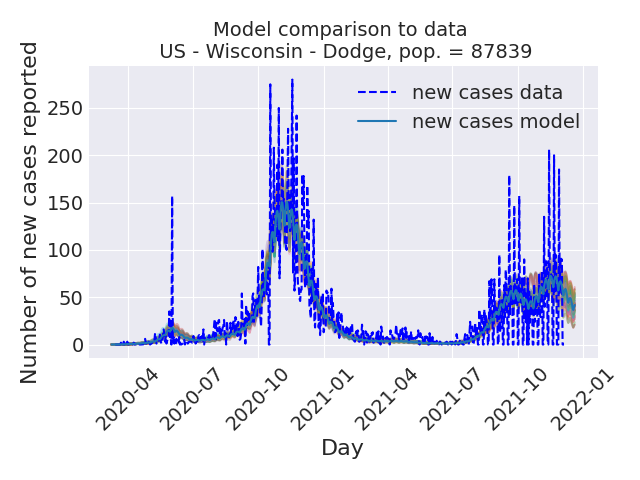 Model comparison to data
US - Wisconsin - Dodge, pop. = 87839
Number of new cases reported
250
200
150
100
50
0
new cases data
new cases model
2020-04
2020-07
2020-10
2021-01
2021-04
2021-07
2021-10
2022-01
Day